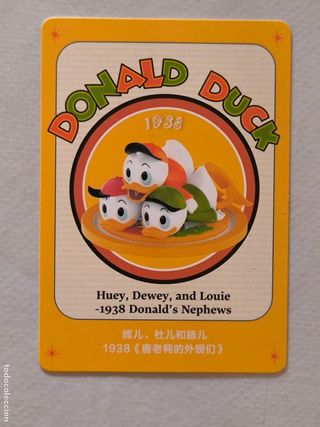 DONALD DUCK
1938
Huey, Dewey, and Louie
-1938 Donald's Nephews
辉儿、杜儿和路儿
1938《唐老鸭的外甥们》
todocoleccion